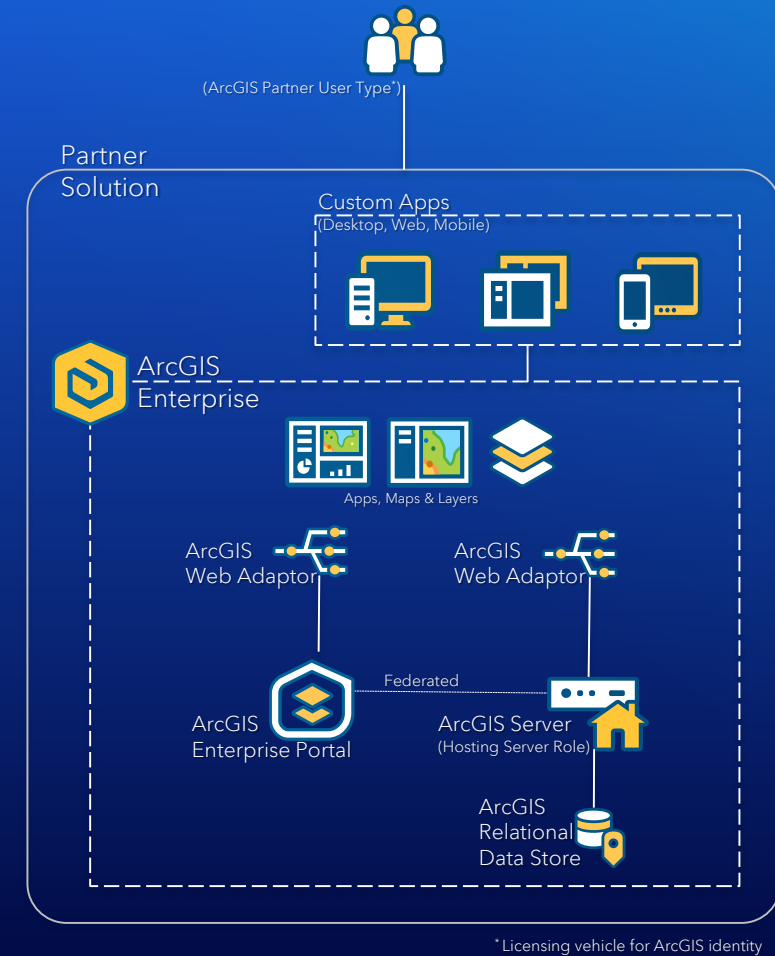 (ArcGIS Partner User Type*)
Partner
Solution
Custom Apps
(Desktop, Web, Mobile)
ArcGIS
Enterprise
Apps, Maps & Layers
ArcGIS
Web Adaptor
ArcGIS
Web Adaptor
Federated
ArcGIS
Enterprise Portal
ArcGIS Server
(Hosting Server Role)
ArcGIS
Relational
Data Store
* Licensing vehicle for ArcGIS identity